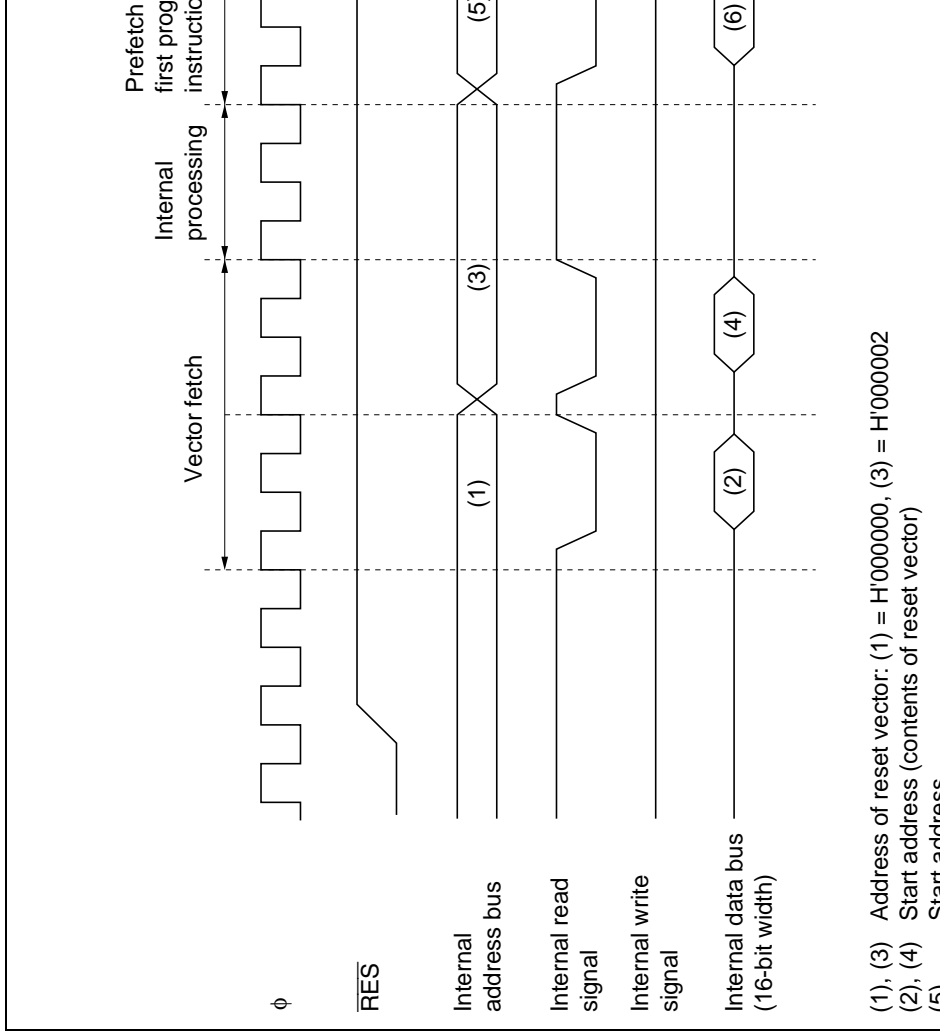 Vector fetch
Internal
processing
Prefetch
first prog
instructio
φ
RES
Internal
address bus
(1)
(3)
(5)
Internal read
signal
Internal write
signal
Internal data bus
(16-bit width)
(2)
(4)
(6)
(1), (3) Address of reset vector: (1) = H'000000, (3) = H'000002
(2), (4) Start address (contents of reset vector)
(5) Start address